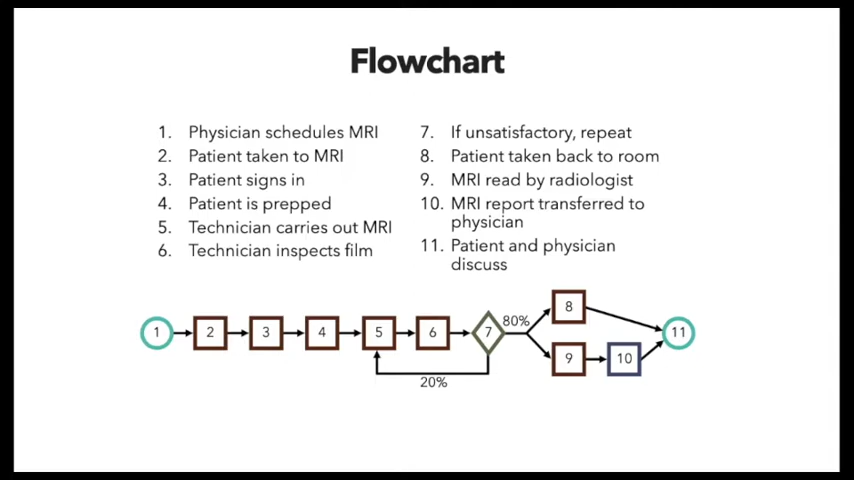 Flowchart
1. Physician schedules MRI
2. Patient taken to MRI
3. Patient signs in
4. Patient is prepped
5. Technician carries out MRI
6. Technician inspects film
7. If unsatisfactory, repeat
8. Patient taken back to room
9. MRI read by radiologist
10. MRI report transferred to
physician
11. Patient and physician
discuss
1 2 3 4 5 6 7 80% 8 11
9 10
20%